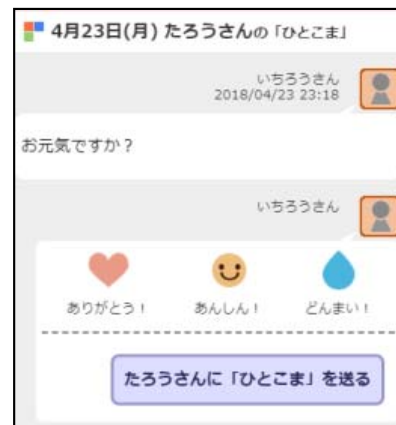 4月23日(月) たろうさんの「ひとこま」
いちろうさん
2018/04/23 23:18
お元気ですか？
いちろうさん
ありがとう！ あんしん！ どんまい！
たろうさんに「ひとこま」を送る